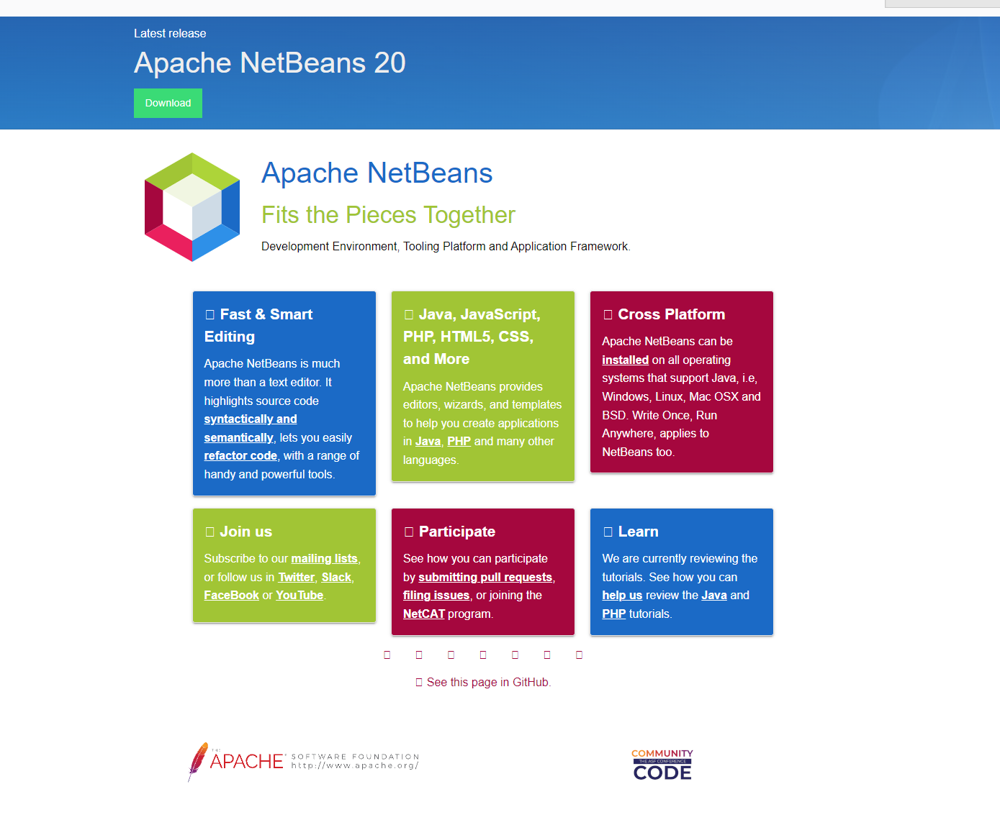 Latest release
Apache NetBeans 20
Download
Apache NetBeans
Fits the Pieces Together
Development Environment, Tooling Platform and Application Framework.
Fast & Smart
Editing
Apache NetBeans is much
more than a text editor. It
highlights source code
syntactically and
semantically, lets you easily
refactor code, with a range of
handy and powerful tools.
Java, JavaScript,
PHP, HTML5, CSS,
and More
Apache NetBeans provides
editors, wizards, and templates
to help you create applications
in Java, PHP and many other
languages.
Cross Platform
Apache NetBeans can be
installed on all operating
systems that support Java, i.e,
Windows, Linux, Mac OSX and
BSD. Write Once, Run
Anywhere, applies to
NetBeans too.
Join us
Subscribe to our mailing lists,
or follow us in Twitter, Slack,
FaceBook or YouTube.
Participate
See how you can participate
by submitting pull requests,
filing issues, or joining the
NetCAT program.
Learn
We are currently reviewing the
tutorials. See how you can
help us review the Java and
PHP tutorials.
See this page in GitHub.
THE
APACHE® SOFTWARE FOUNDATION
http://www.apache.org/
COMMUNITY
THE ASF CONFERENCE
CODE